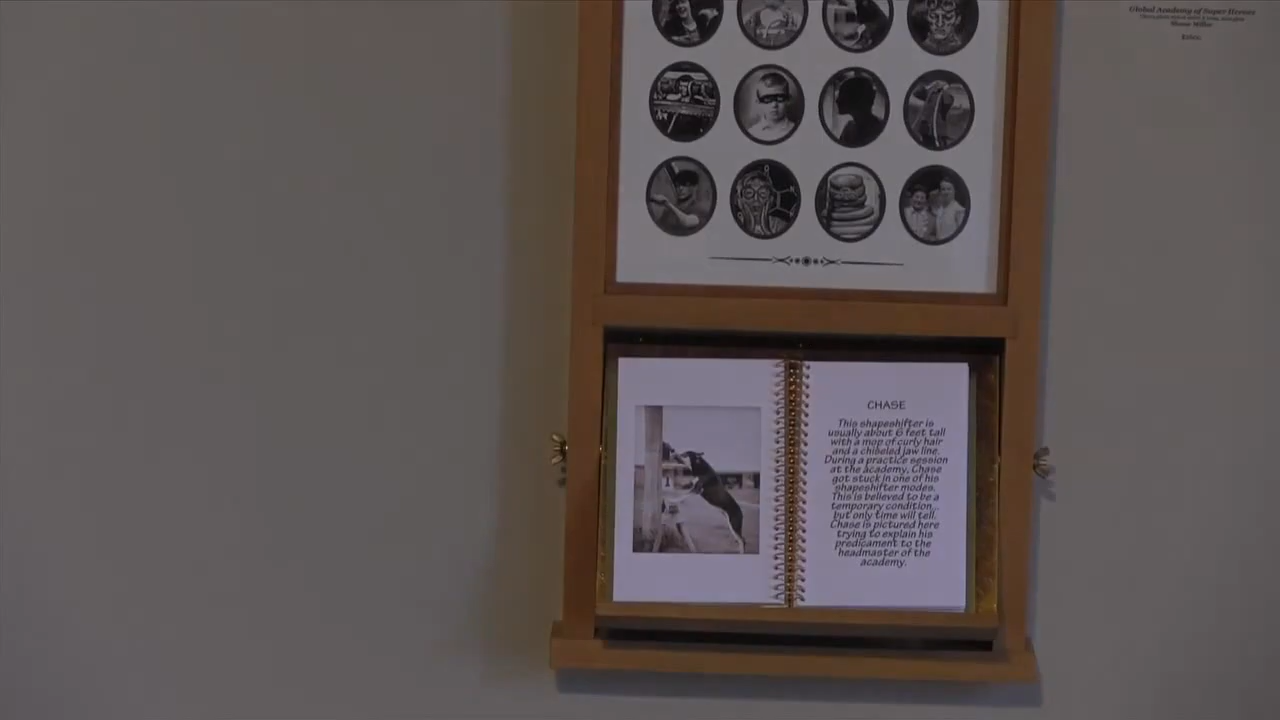 Global Academy of Super Heroes
Shane Miller
CHASE
This shapeshifter is
usually about 6 feet tall
with a mop of curly hair
and a chiseled jaw line.
During a practice session
at the academy, Chase
got stuck in one of his
shapeshifter modes.
This is believed to be a
temporary condition...
but only time will tell.
Chase is pictured here
trying to explain his
predicament to the
headmaster of the
academy.